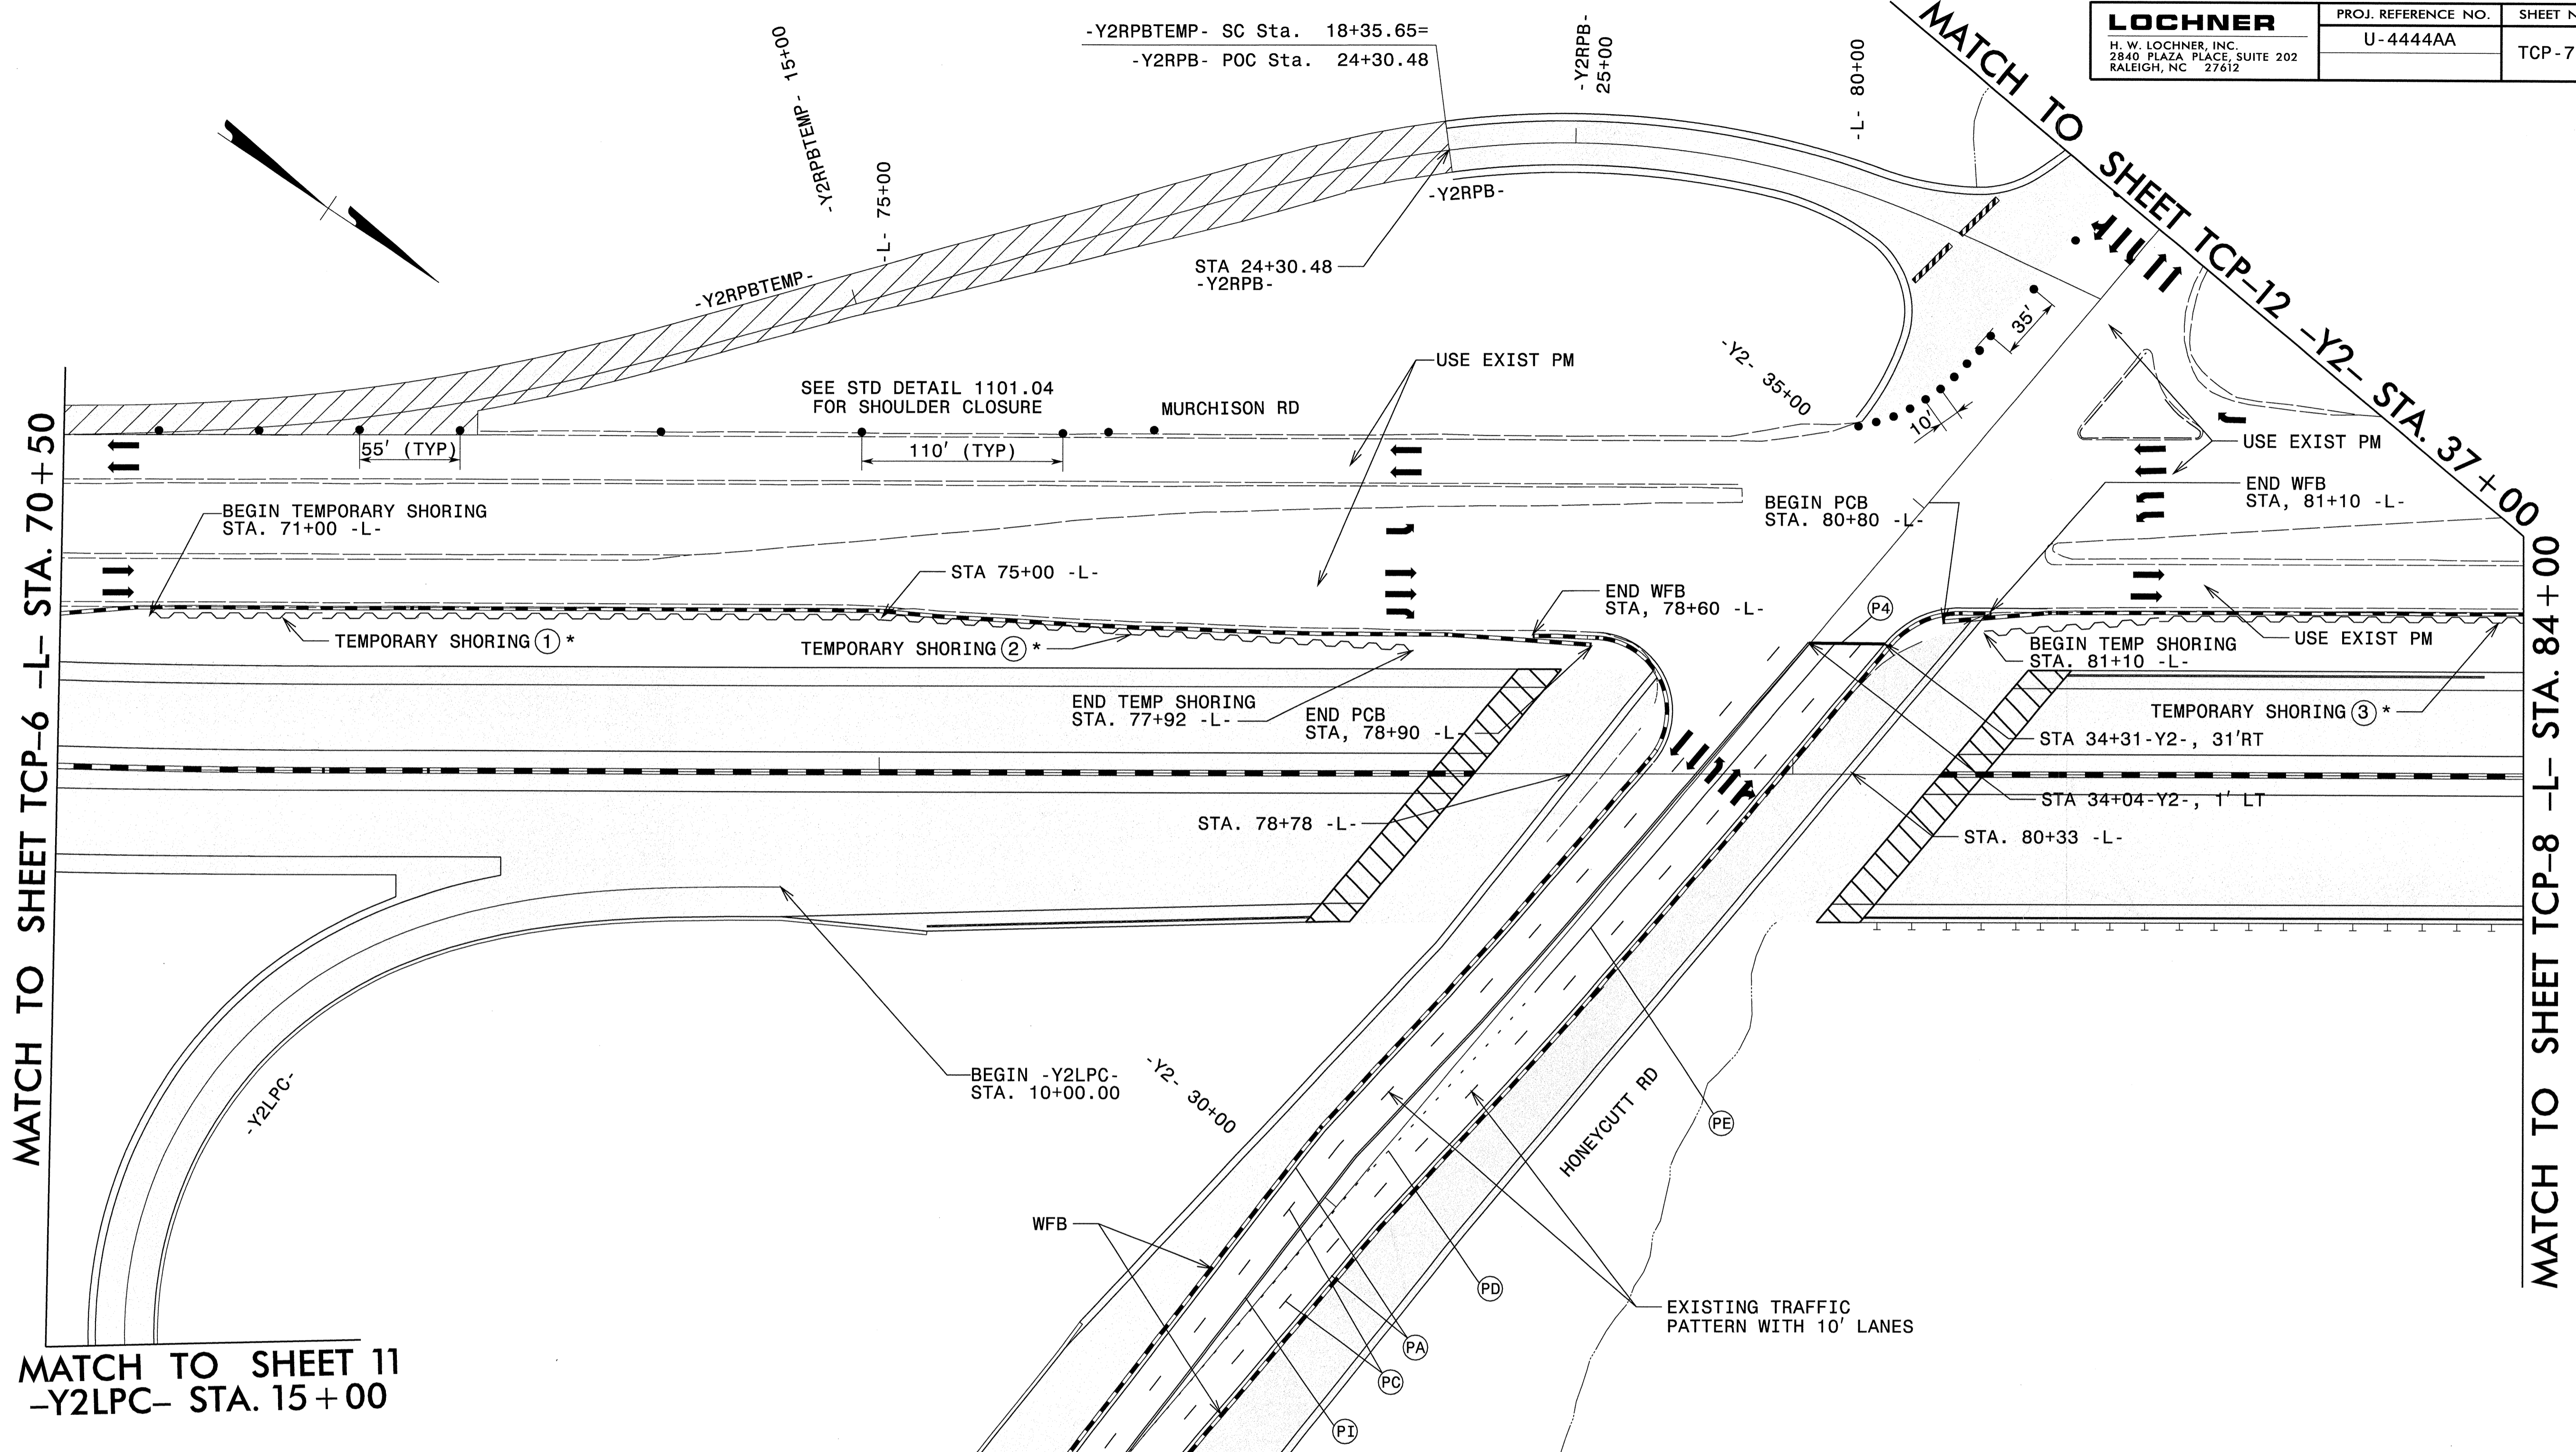 LOCHNER
H. W. LOCHNER, INC.
2840 PLAZA PLACE, SUITE 202
RALEIGH, NC 27612
PROJ. REFERENCE NO.
U-4444AA
SHEET N
TCP-7
-Y2RPBTEMP- SC Sta. 18+35.65=
-Y2RPB- POC Sta. 24+30.48
-Y2RPBTEMP- 15+00
-L- 75+00
-Y2RPB-
25+00
-L- 80+00
MATCH TO SHEET TCP-12 -Y2- STA. 37+00
-Y2RPB-
STA 24+30.48
-Y2RPB-
-Y2RPBTEMP-
USE EXIST PM
SEE STD DETAIL 1101.04
FOR SHOULDER CLOSURE
MURCHISON RD
-Y2- 35+00
35'
10'
55' (TYP)
110' (TYP)
USE EXIST PM
MATCH TO SHEET TCP-6 -L- STA. 70+50
BEGIN TEMPORARY SHORING
STA. 71+00 -L-
BEGIN PCB
STA. 80+80 -L-
END WFB
STA, 81+10 -L-
STA 75+00 -L-
END WFB
STA, 78+60 -L-
P4
TEMPORARY SHORING 1 *
TEMPORARY SHORING 2 *
BEGIN TEMP SHORING
STA. 81+10 -L-
USE EXIST PM
END TEMP SHORING
STA. 77+92 -L-
END PCB
STA, 78+90 -L-
TEMPORARY SHORING 3 *
STA 34+31-Y2-, 31'RT
STA 34+04-Y2-, 1' LT
STA. 78+78 -L-
STA. 80+33 -L-
MATCH TO SHEET TCP-8 -L- STA. 84+00
BEGIN -Y2LPC-
STA. 10+00.00
-Y2- 30+00
-Y2LPC-
HONEYCUTT RD
PE
WFB
PD
EXISTING TRAFFIC
PATTERN WITH 10' LANES
PA
PC
PI
MATCH TO SHEET 11
-Y2LPC- STA. 15+00